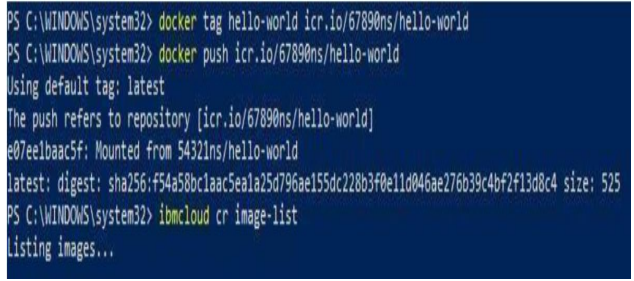 PS C:\WINDOWS\system32> docker tag hello-world icr.io/67890ns/hello-world
PS C:\WINDOWS\system32> docker push icr.io/67890ns/hello-world
Using default tag: latest
The push refers to repository [icr.io/67890ns/hello-world]
e07ee1baac5f: Mounted from 54321ns/hello-world
latest: digest: sha256:f54a58bc1aac5ea1a25d796ae155dc228b3f0e11d046ae276b39c4bf2f13d8c4 size: 525
PS C:\WINDOWS\system32> ibmcloud cr image-list
Listing images...